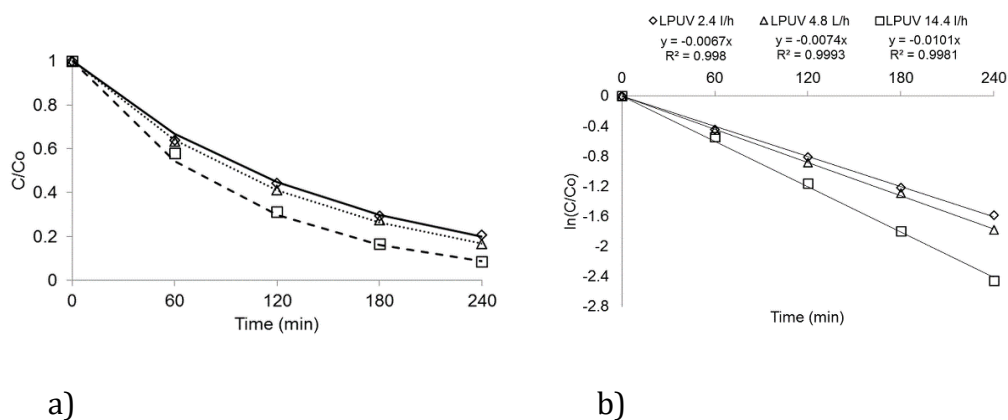 1
0.8
0.6
0.4
0.2
0
C/Co
0 60 120 180 240
Time (min)
a)
LPUV 2.4 l/h LPUV 4.8 L/h LPUV 14.4 l/h
y = -0.0067x y = -0.0074x y = -0.0101x
R² = 0.998 R² = 0.9993 R² = 0.9981
0 60 120 180 240
0
-0.4
-0.8
-1.2
-1.6
-2
-2.4
-2.8
ln(C/Co)
Time (min)
b)